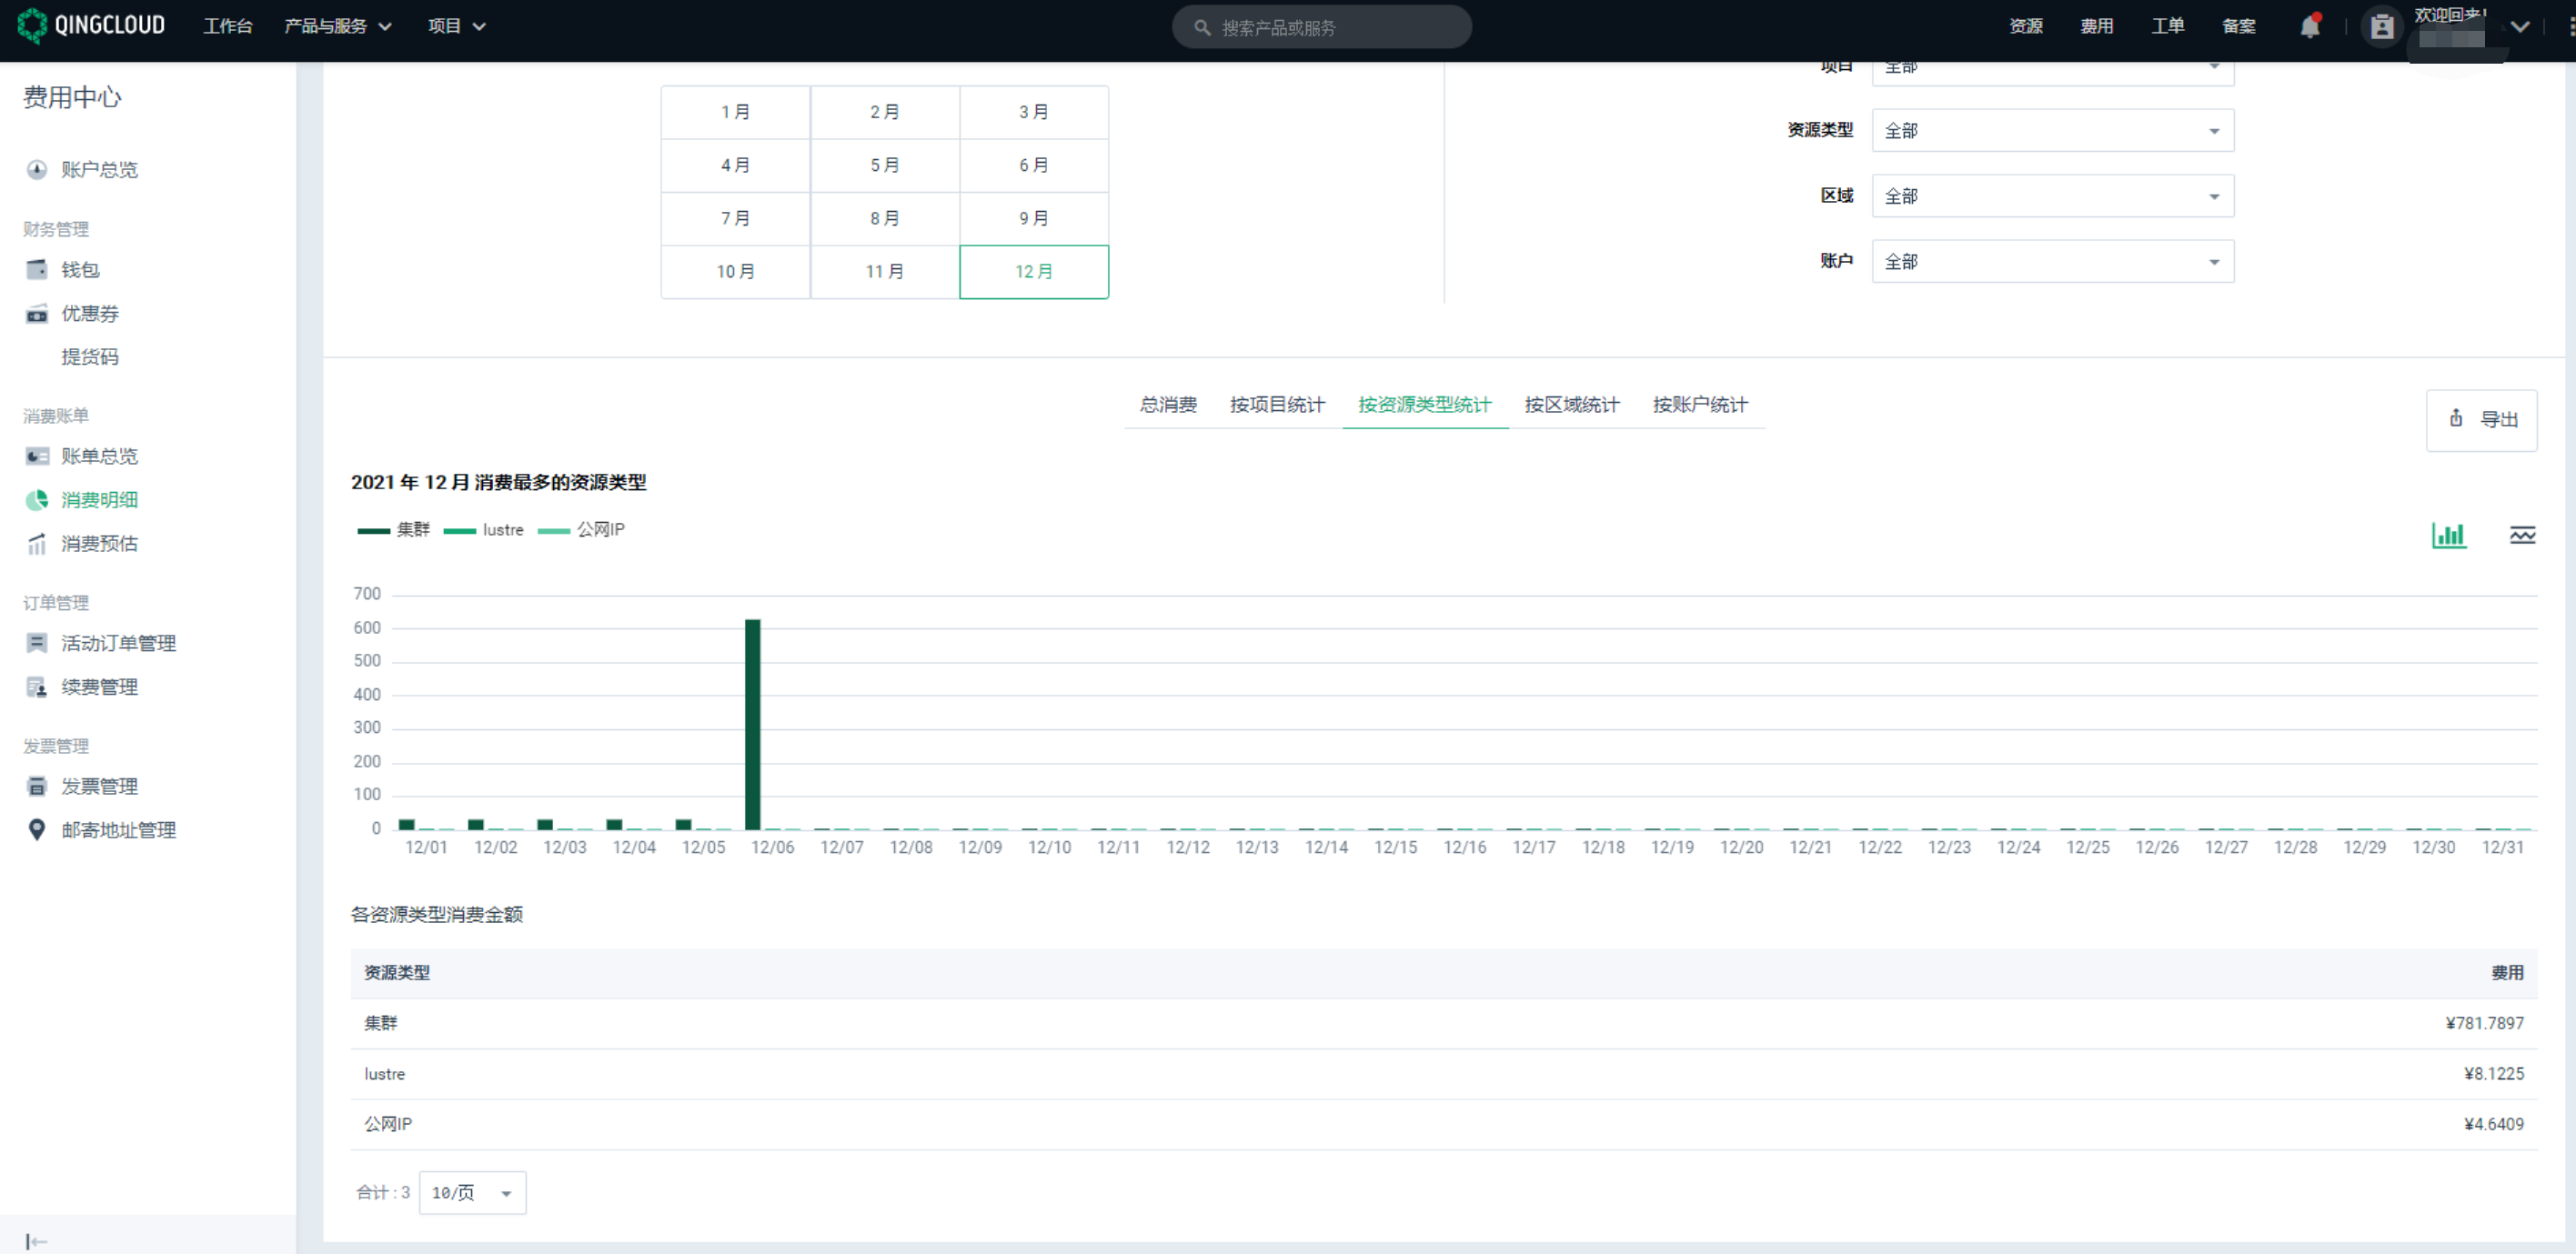 QINGCLOUD 工作台 产品与服务 项目 搜索产品或服务 资源 费用 工单 备案 欢迎回来!
费用中心
账户总览
财务管理
钱包
优惠券
提货码
消费账单
账单总览
消费明细
消费预估
订单管理
活动订单管理
续费管理
发票管理
发票管理
邮寄地址管理
1 月 2 月 3 月
4 月 5 月 6 月
7 月 8 月 9 月
10 月 11 月 12 月
项目 全部
资源类型 全部
区域 全部
账户 全部
总消费 按项目统计 按资源类型统计 按区域统计 按账户统计
导出
2021 年 12 月 消费最多的资源类型
集群 lustre 公网IP
700
600
500
400
300
200
100
0
12/01 12/02 12/03 12/04 12/05 12/06 12/07 12/08 12/09 12/10 12/11 12/12 12/13 12/14 12/15 12/16 12/17 12/18 12/19 12/20 12/21 12/22 12/23 12/24 12/25 12/26 12/27 12/28 12/29 12/30 12/31
各资源类型消费金额
资源类型 费用
集群 ¥781.7897
lustre ¥8.1225
公网IP ¥4.6409
合计 : 3 10/页